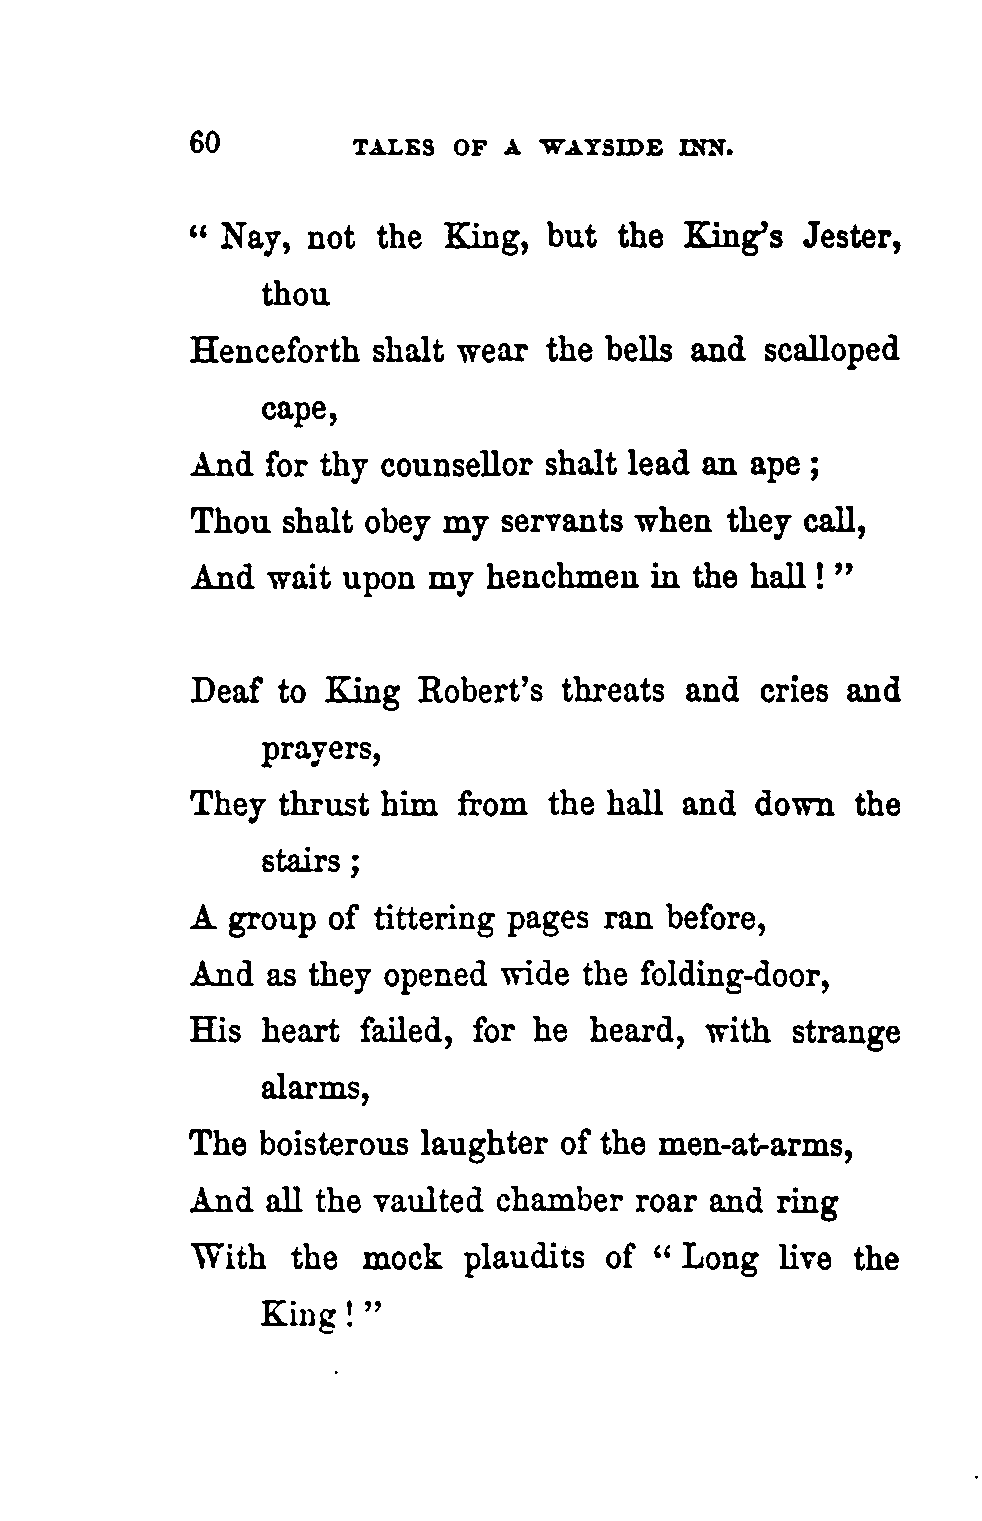 60 TALES OF A WAYSIDE INN.
“ Nay, not the King, but the King’s Jester,
thou
Henceforth shalt wear the bells and scalloped
cape,
And for thy counsellor shalt lead an ape ;
Thou shalt obey my servants when they call,
And wait upon my henchmen in the hall ! ”
Deaf to King Robert’s threats and cries and
prayers,
They thrust him from the hall and down the
stairs ;
A group of tittering pages ran before,
And as they opened wide the folding-door,
His heart failed, for he heard, with strange
alarms,
The boisterous laughter of the men-at-arms,
And all the vaulted chamber roar and ring
With the mock plaudits of “ Long live the
King ! ”